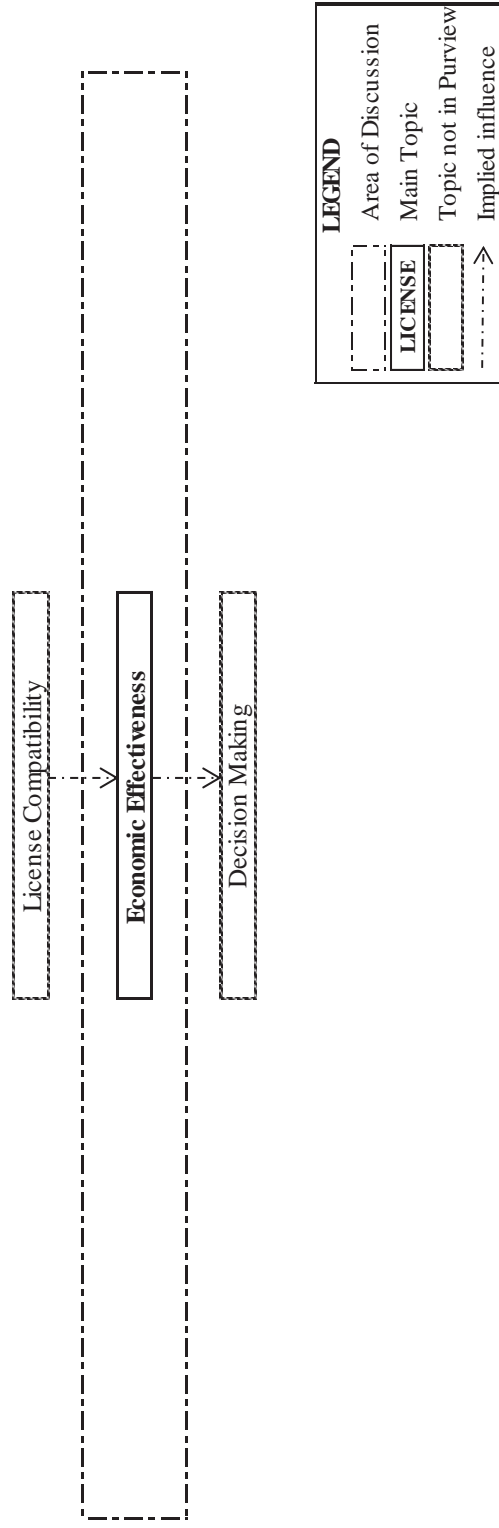 License Compatibility
Economic Effectiveness
Decision Making
LEGEND
Area of Discussion
LICENSE Main Topic
Topic not in Purview
Implied influence